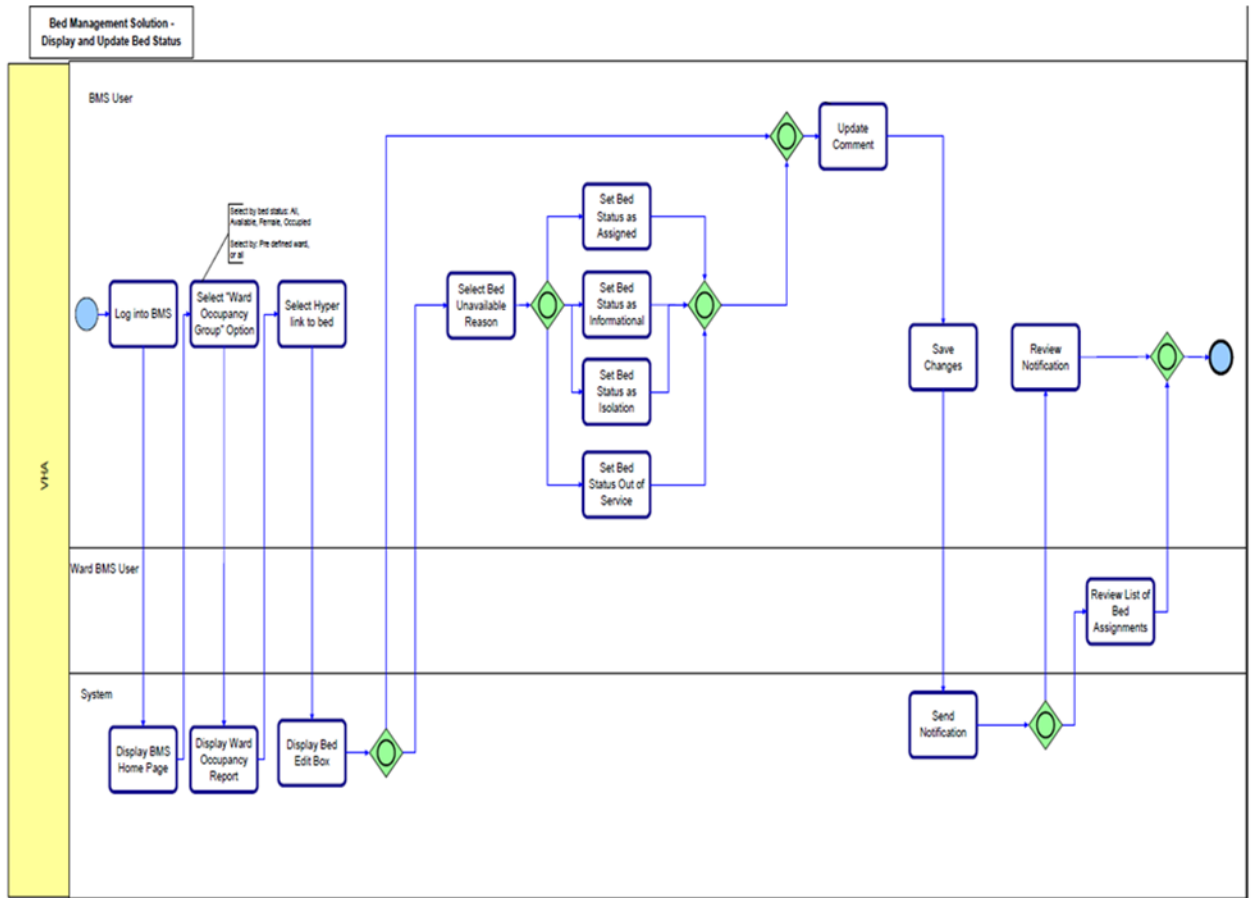 Bed Management Solution -
Display and Update Bed Status
VHA
BMS User
Update
Comment
Select by bed status: All,
Available, Female, Occupied
Select by: Pre defined ward,
or all
Set Bed
Status as
Assigned
Log into BMS
Select "Ward
Occupancy
Group" Option
Select Hyper
link to bed
Select Bed
Unavailable
Reason
Set Bed
Status as
Informational
Set Bed
Status as
Isolation
Set Bed
Status Out of
Service
Save
Changes
Review
Notification
Ward BMS User
Review List of
Bed
Assignments
System
Display BMS
Home Page
Display Ward
Occupancy
Report
Display Bed
Edit Box
Send
Notification